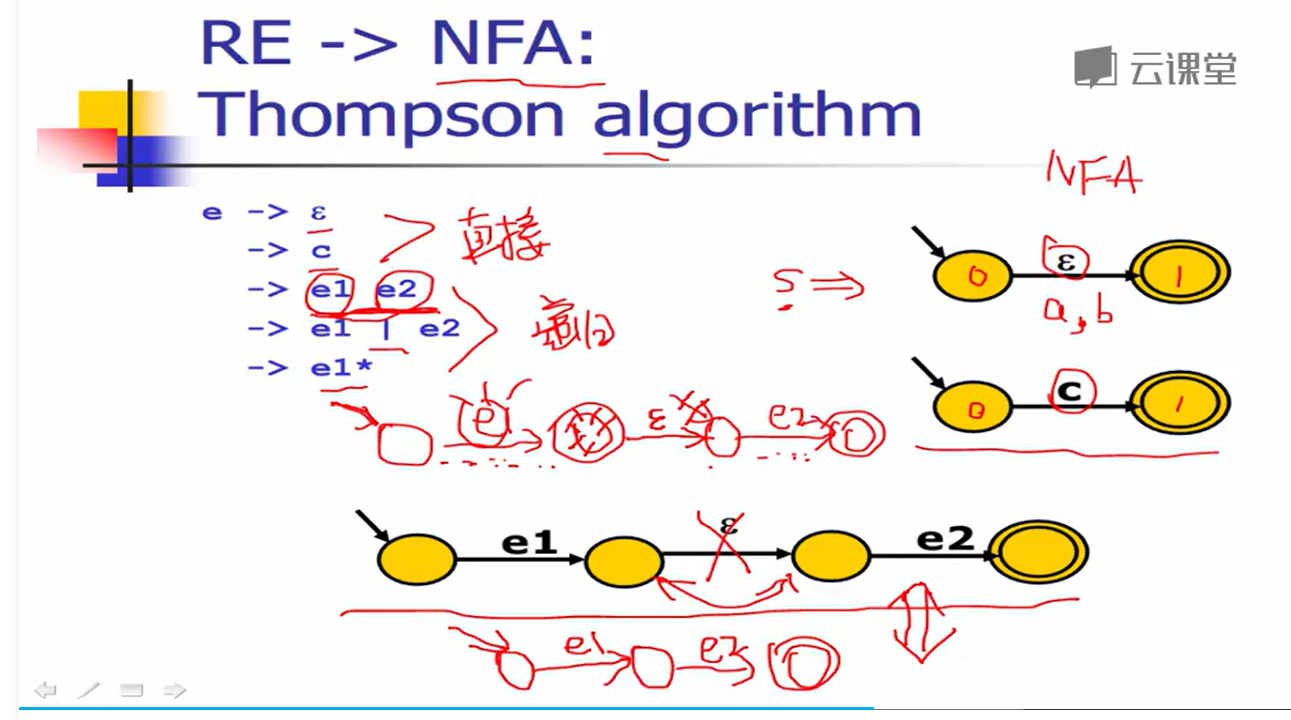 RE -> NFA:
Thompson algorithm
云课堂
NFA
e -> ε
-> c
-> e1 e2
-> e1 | e2
-> e1*
直接
递归
S ⇒
0 ε 1
a, b
0 c 1
e1 ε e2
e1 ε e2
e1 e2